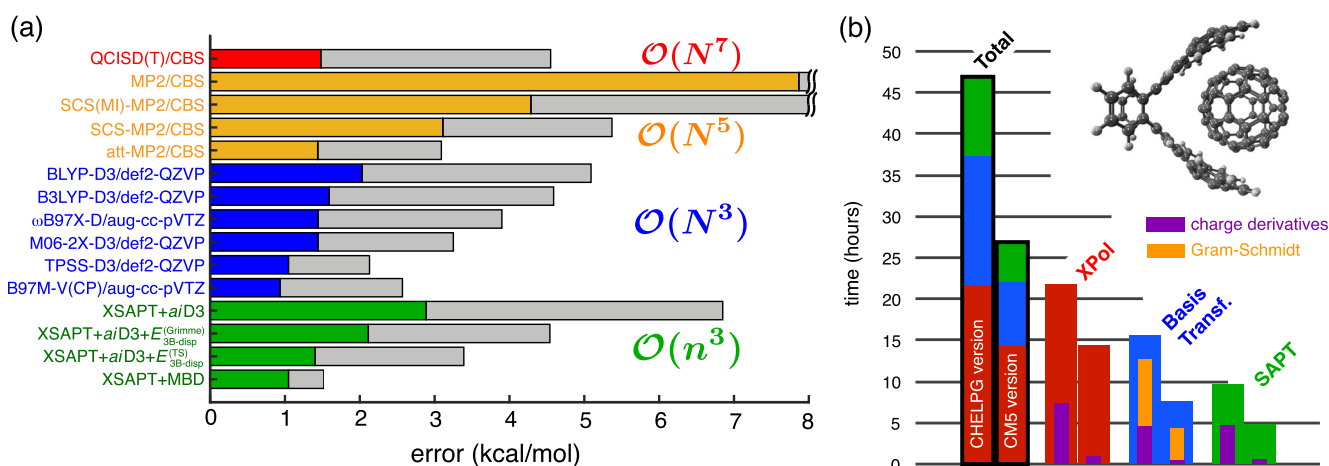 (a)
QCISD(T)/CBS
MP2/CBS
SCS(MI)-MP2/CBS
SCS-MP2/CBS
att-MP2/CBS
BLYP-D3/def2-QZVP
B3LYP-D3/def2-QZVP
ωB97X-D/aug-cc-pVTZ
M06-2X-D3/def2-QZVP
TPSS-D3/def2-QZVP
B97M-V(CP)/aug-cc-pVTZ
XSAPT+aiD3
XSAPT+aiD3+E(Grimme)3B-disp
XSAPT+aiD3+E(TS)3B-disp
XSAPT+MBD
O(N⁷)
O(N⁵)
O(N³)
O(n³)
0 1 2 3 4 5 6 7 8
error (kcal/mol)
(b)
time (hours)
50
45
40
35
30
25
20
15
10
5
0
Total
CHELPG version
CM5 version
XPol
Basis
Transf.
SAPT
charge derivatives
Gram-Schmidt